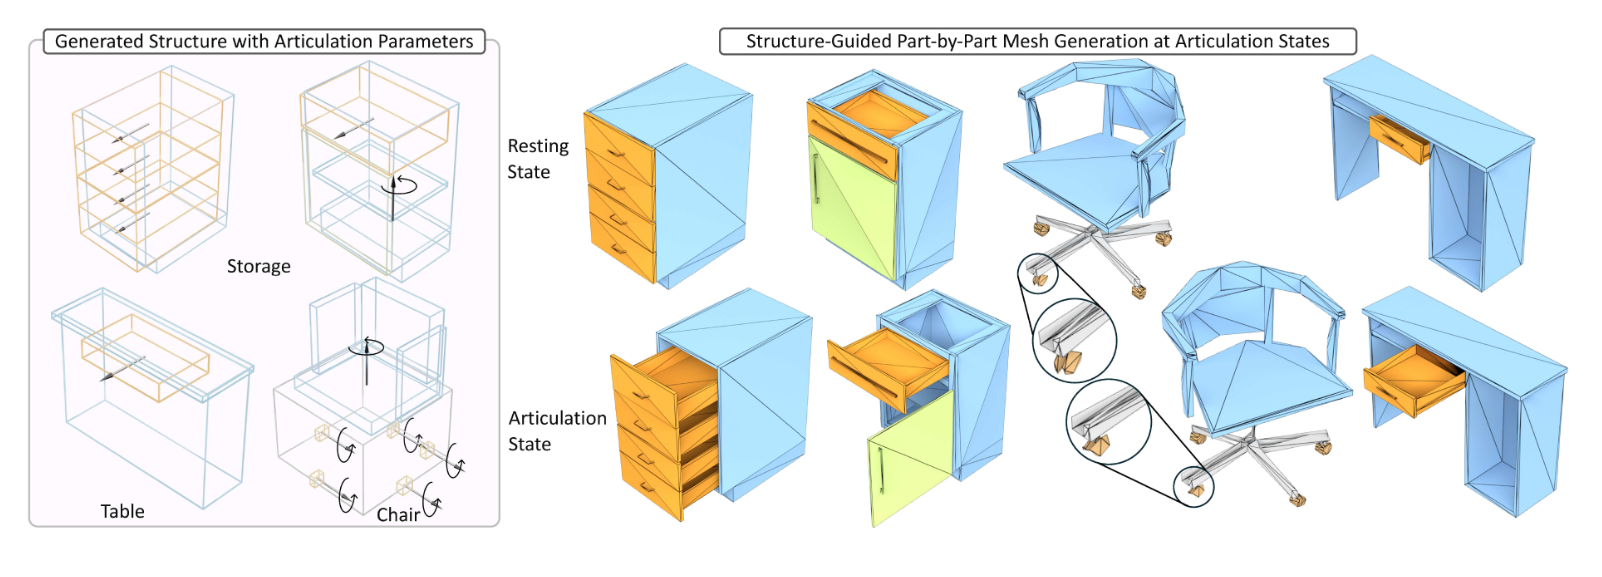 Generated Structure with Articulation Parameters
Structure-Guided Part-by-Part Mesh Generation at Articulation States
Resting
State
Storage
Articulation
State
Table
Chair